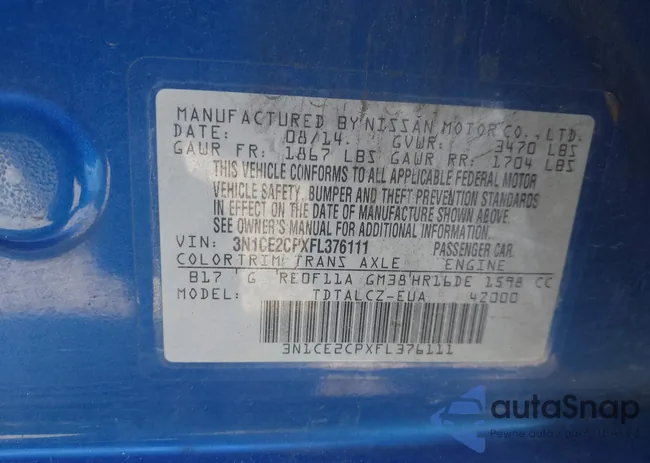 MANUFACTURED BY NISSAN MOTOR CO., LTD.
DATE: 08/14. GVWR: 3470 LBS
GAWR FR: 1867 LBS GAWR RR: 1704 LBS
THIS VEHICLE CONFORMS TO ALL APPLICABLE FEDERAL MOTOR
VEHICLE SAFETY, BUMPER AND THEFT PREVENTION STANDARDS
IN EFFECT ON THE DATE OF MANUFACTURE SHOWN ABOVE.
SEE OWNER'S MANUAL FOR ADDITIONAL INFORMATION.
VIN: 3N1CE2CPXFL376111 PASSENGER CAR.
COLOR TRIM TRANS AXLE ENGINE
B17 G RE0F11A GM38 HR16DE 1598 CC
MODEL: TDTALCZ-EUA 42000
3N1CE2CPXFL376111
autoSnap